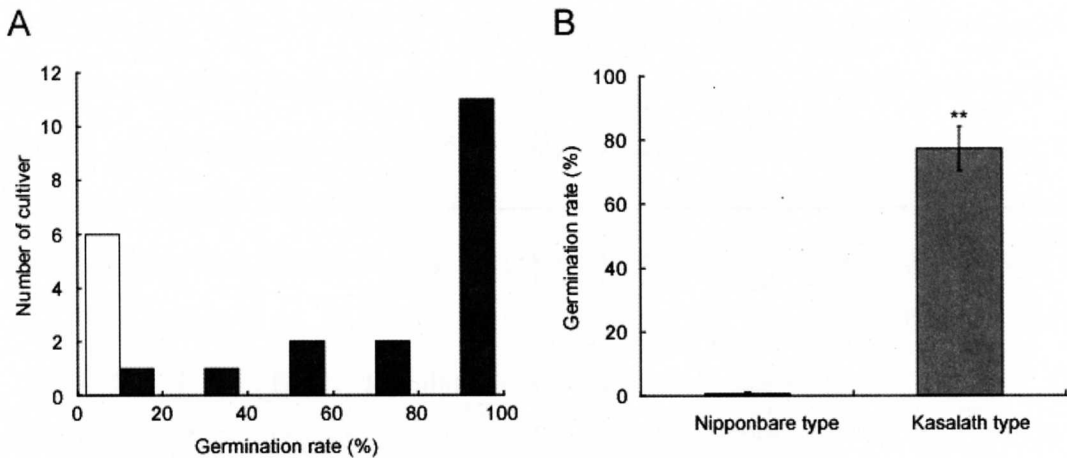 A
Number of cultiver
12
10
8
6
4
2
0
0 20 40 60 80 100
Germination rate (%)
B
Germination rate (%)
100
80
60
40
20
0
**
Nipponbare type Kasalath type